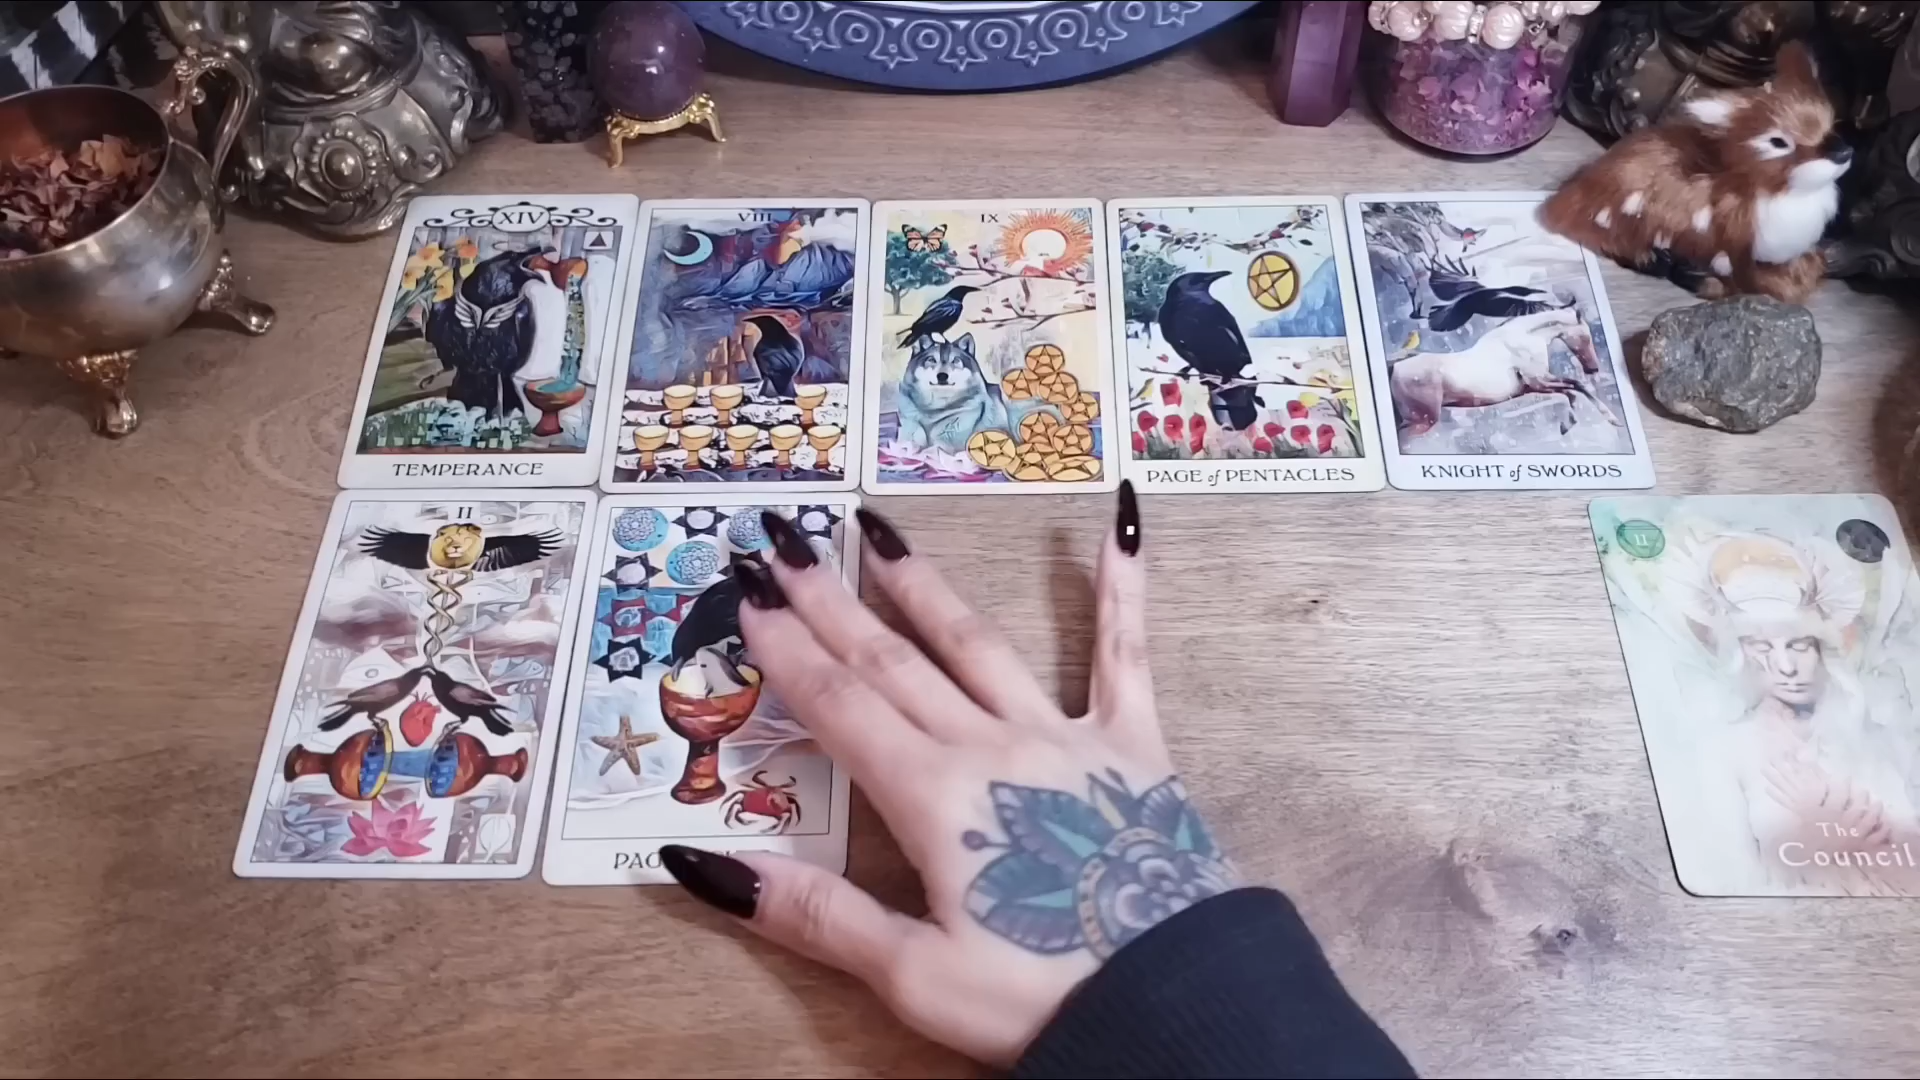 XIV
VIII
IX
TEMPERANCE
PAGE of PENTACLES
KNIGHT of SWORDS
II
II
The
Council